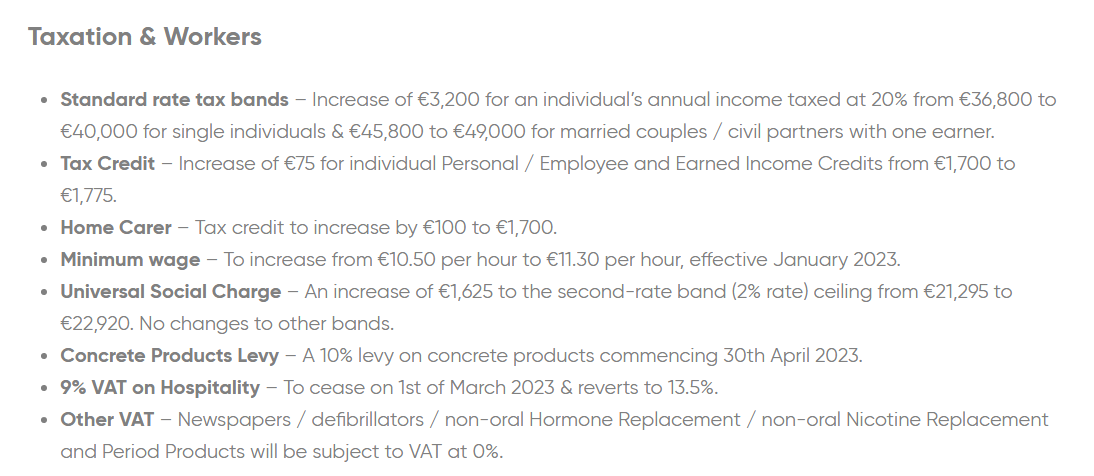 Taxation & Workers
• Standard rate tax bands – Increase of €3,200 for an individual’s annual income taxed at 20% from €36,800 to
€40,000 for single individuals & €45,800 to €49,000 for married couples / civil partners with one earner.
• Tax Credit – Increase of €75 for individual Personal / Employee and Earned Income Credits from €1,700 to
€1,775.
• Home Carer – Tax credit to increase by €100 to €1,700.
• Minimum wage – To increase from €10.50 per hour to €11.30 per hour, effective January 2023.
• Universal Social Charge – An increase of €1,625 to the second-rate band (2% rate) ceiling from €21,295 to
€22,920. No changes to other bands.
• Concrete Products Levy – A 10% levy on concrete products commencing 30th April 2023.
• 9% VAT on Hospitality – To cease on 1st of March 2023 & reverts to 13.5%.
• Other VAT – Newspapers / defibrillators / non-oral Hormone Replacement / non-oral Nicotine Replacement
and Period Products will be subject to VAT at 0%.